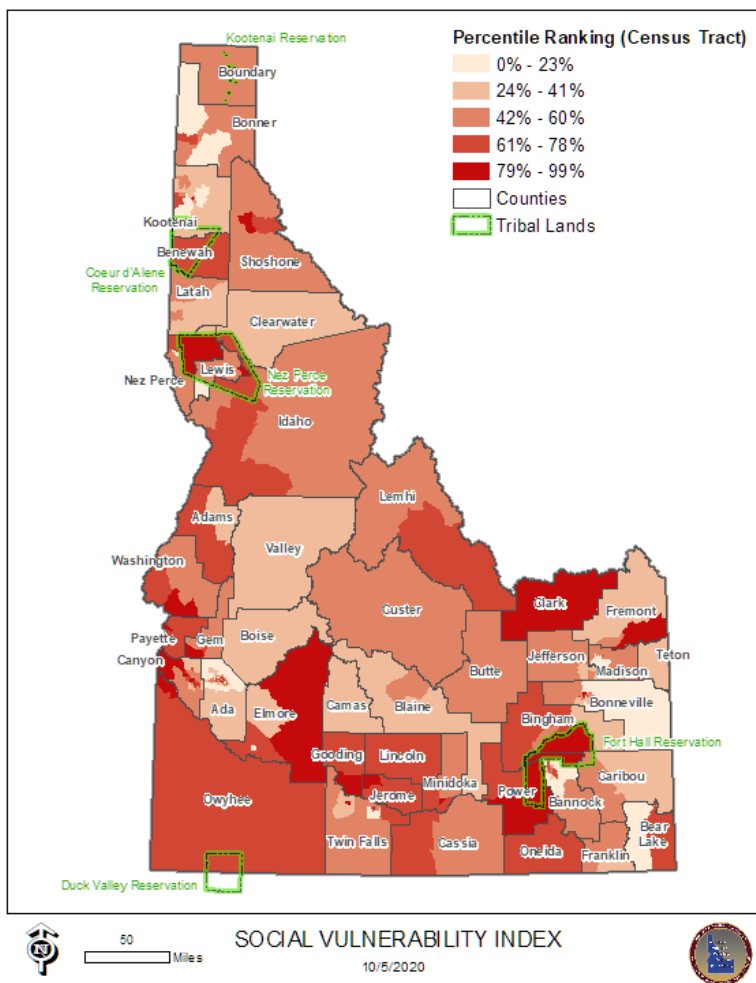 Kootenai Reservation
Percentile Ranking (Census Tract)
0% - 23%
24% - 41%
42% - 60%
61% - 78%
79% - 99%
Counties
Tribal Lands
Boundary
Bonner
Kootenai
Benewah
Shoshone
Coeur d'Alene
Reservation
Latah
Clearwater
Nez Perce
Lewis
Nez Perce
Reservation
Idaho
Lemhi
Adams
Valley
Washington
Custer
Clark
Fremont
Payette
Gem
Boise
Butte
Jefferson
Madison
Teton
Canyon
Ada
Elmore
Camas
Blaine
Bingham
Bonneville
Fort Hall Reservation
Gooding
Lincoln
Owyhee
Jerome
Minidoka
Power
Caribou
Bannock
Twin Falls
Cassia
Oneida
Franklin
Bear
Lake
Duck Valley Reservation
N
50
Miles
SOCIAL VULNERABILITY INDEX
10/5/2020